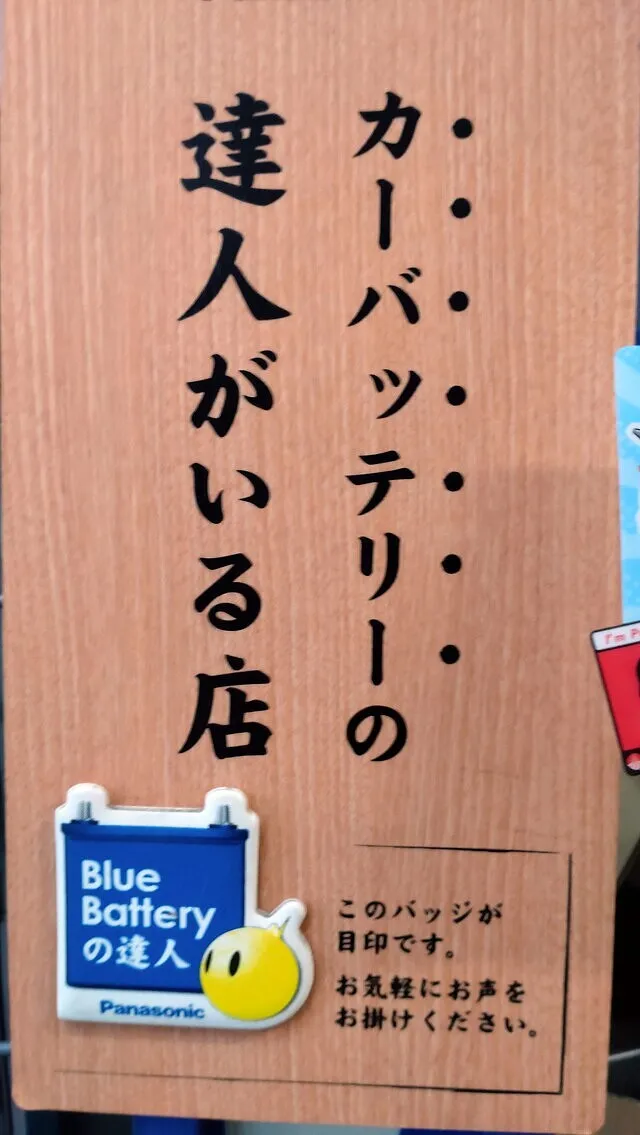 カーバッテリーの
達人がいる店
Blue
Battery
の達人
Panasonic
このバッジが
目印です。
お気軽にお声を
お掛けください。
I'm P